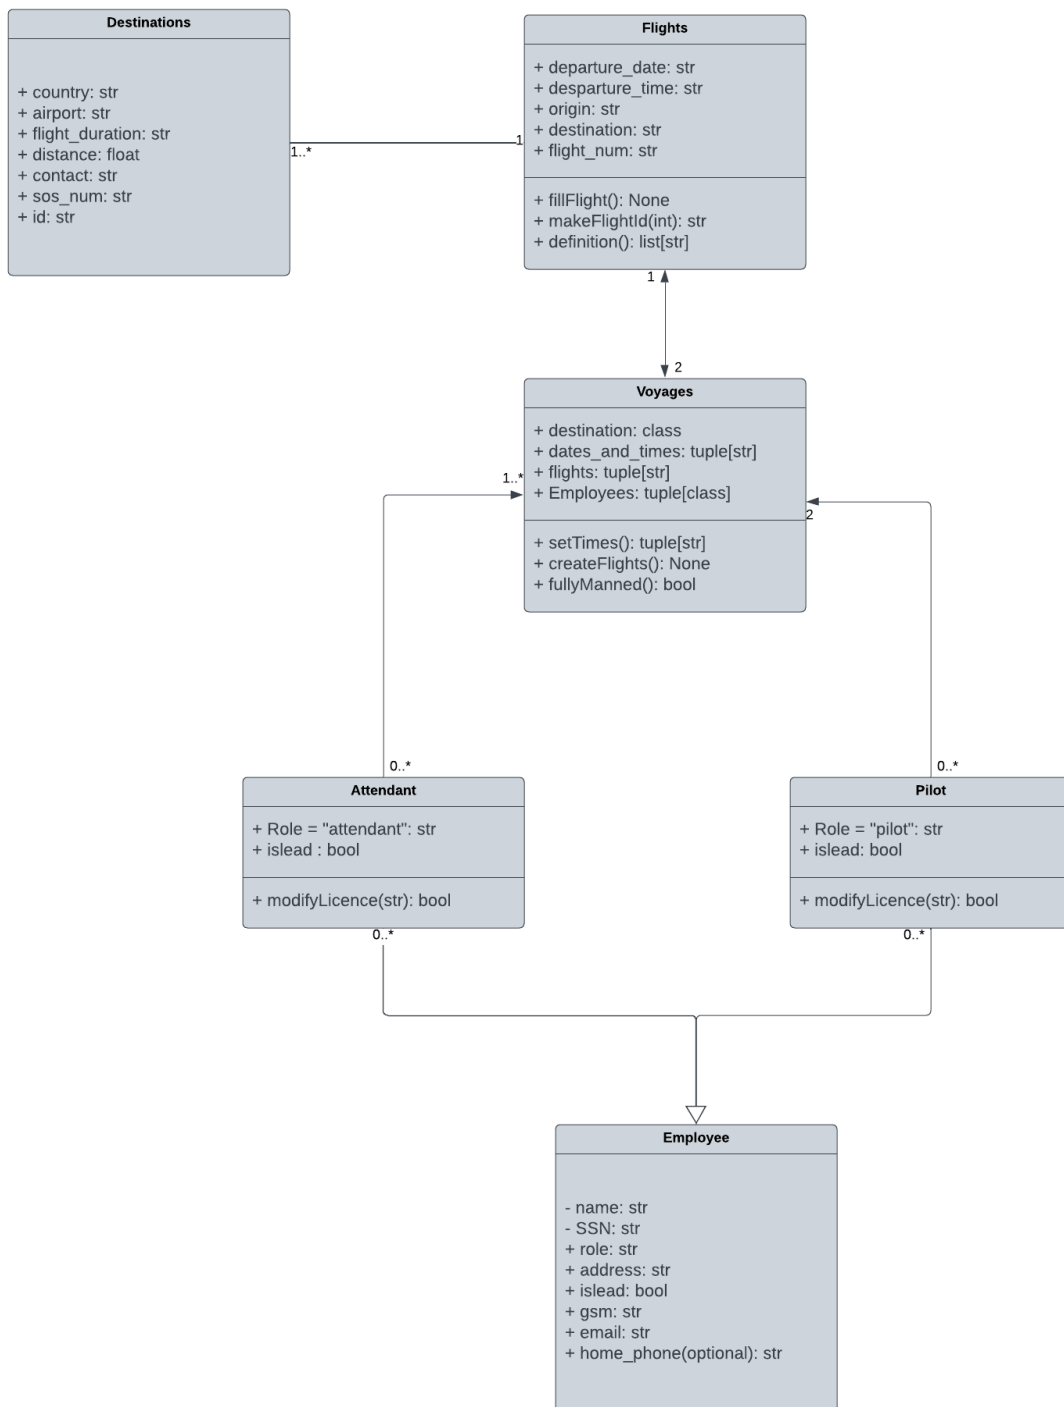 Destinations
+ country: str
+ airport: str
+ flight_duration: str
+ distance: float
+ contact: str
+ sos_num: str
+ id: str
1..*
1
Flights
+ departure_date: str
+ desparture_time: str
+ origin: str
+ destination: str
+ flight_num: str
+ fillFlight(): None
+ makeFlightId(int): str
+ definition(): list[str]
1
2
Voyages
+ destination: class
+ dates_and_times: tuple[str]
+ flights: tuple[str]
+ Employees: tuple[class]
+ setTimes(): tuple[str]
+ createFlights(): None
+ fullyManned(): bool
1..*
2
0..*
0..*
Attendant
+ Role = "attendant": str
+ islead : bool
+ modifyLicence(str): bool
0..*
Pilot
+ Role = "pilot": str
+ islead: bool
+ modifyLicence(str): bool
0..*
Employee
- name: str
- SSN: str
+ role: str
+ address: str
+ islead: bool
+ gsm: str
+ email: str
+ home_phone(optional): str